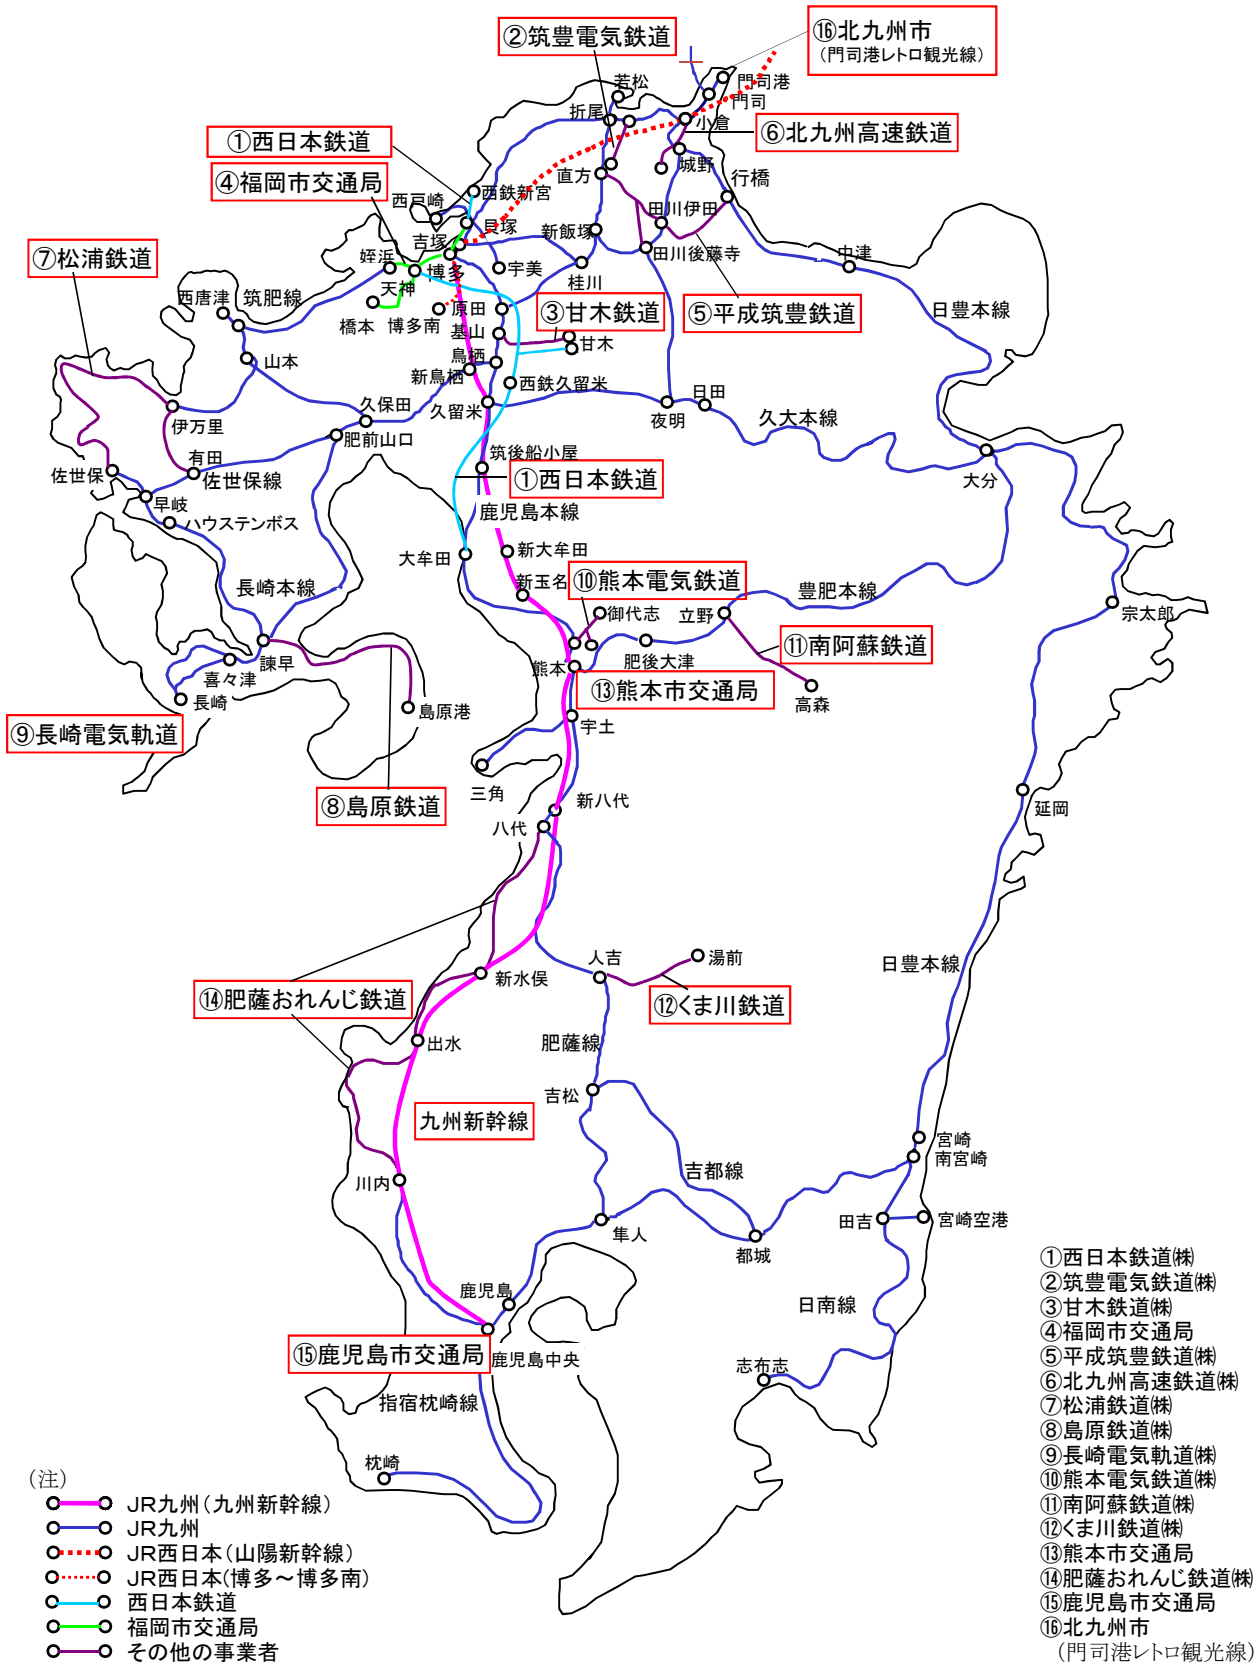 ⑯北九州市
(門司港レトロ観光線)
②筑豊電気鉄道
若松
門司港
門司
折尾
小倉
①西日本鉄道
⑥北九州高速鉄道
城野
④福岡市交通局
直方
行橋
西戸崎
西鉄新宮
貝塚
田川伊田
新飯塚
吉塚
⑦松浦鉄道
姪浜
博多
宇美
桂川
田川後藤寺
中津
天神
西唐津
筑肥線
橋本
博多南
原田
③甘木鉄道
⑤平成筑豊鉄道
日豊本線
基山
甘木
山本
鳥栖
新鳥栖
西鉄久留米
久留米
夜明
日田
久大本線
伊万里
久保田
肥前山口
有田
佐世保
佐世保線
筑後船小屋
①西日本鉄道
大分
早岐
ハウステンボス
鹿児島本線
大牟田
新大牟田
新玉名
⑩熊本電気鉄道
長崎本線
御代志
立野
豊肥本線
宗太郎
諫早
喜々津
長崎
熊本
肥後大津
⑪南阿蘇鉄道
⑬熊本市交通局
高森
島原港
宇土
⑨長崎電気軌道
三角
⑧島原鉄道
新八代
八代
延岡
人吉
湯前
日豊本線
新水俣
⑭肥薩おれんじ鉄道
⑫くま川鉄道
出水
肥薩線
吉松
九州新幹線
宮崎
南宮崎
川内
吉都線
隼人
都城
田吉
宮崎空港
鹿児島
日南線
⑮鹿児島市交通局
鹿児島中央
志布志
指宿枕崎線
枕崎
(注)
JR九州(九州新幹線)
JR九州
JR西日本(山陽新幹線)
JR西日本(博多~博多南)
西日本鉄道
福岡市交通局
その他の事業者
①西日本鉄道㈱
②筑豊電気鉄道㈱
③甘木鉄道㈱
④福岡市交通局
⑤平成筑豊鉄道㈱
⑥北九州高速鉄道㈱
⑦松浦鉄道㈱
⑧島原鉄道㈱
⑨長崎電気軌道㈱
⑩熊本電気鉄道㈱
⑪南阿蘇鉄道㈱
⑫くま川鉄道㈱
⑬熊本市交通局
⑭肥薩おれんじ鉄道㈱
⑮鹿児島市交通局
⑯北九州市
(門司港レトロ観光線)